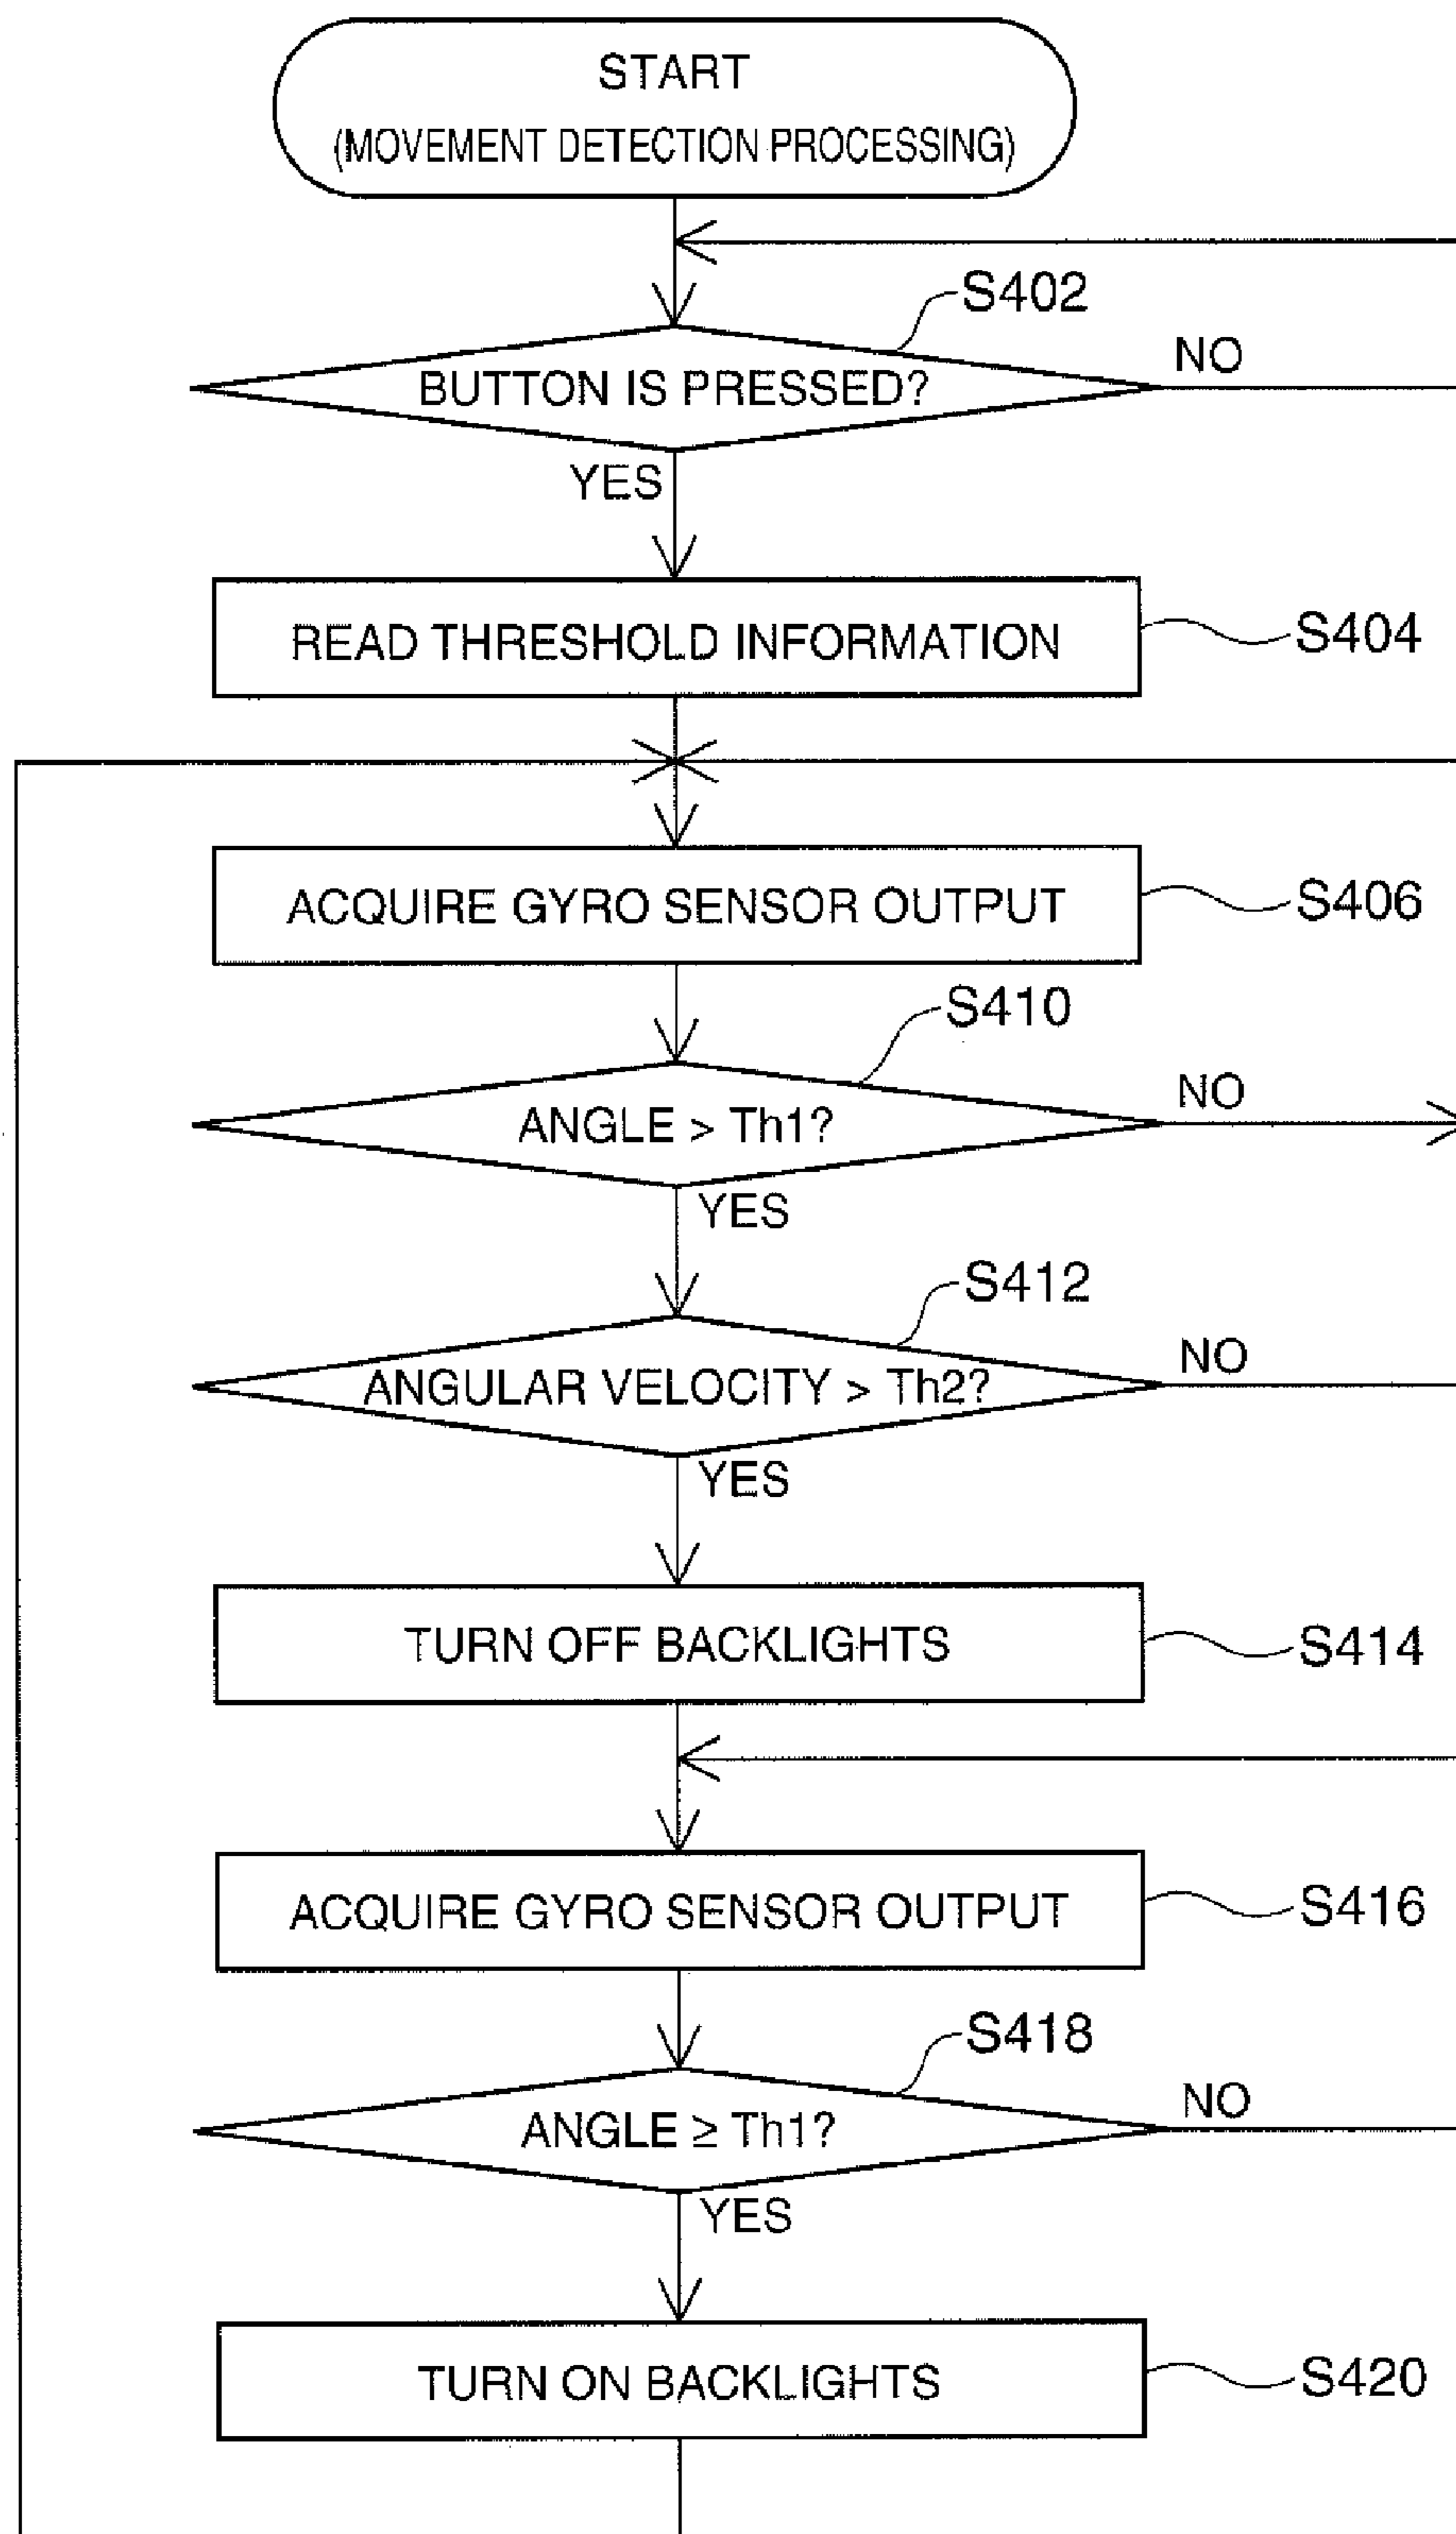 START
(MOVEMENT DETECTION PROCESSING)
S402
BUTTON IS PRESSED?
NO
YES
READ THRESHOLD INFORMATION
S404
ACQUIRE GYRO SENSOR OUTPUT
S406
S410
ANGLE > Th1?
NO
YES
S412
ANGULAR VELOCITY > Th2?
NO
YES
TURN OFF BACKLIGHTS
S414
ACQUIRE GYRO SENSOR OUTPUT
S416
S418
ANGLE ≥ Th1?
NO
YES
TURN ON BACKLIGHTS
S420